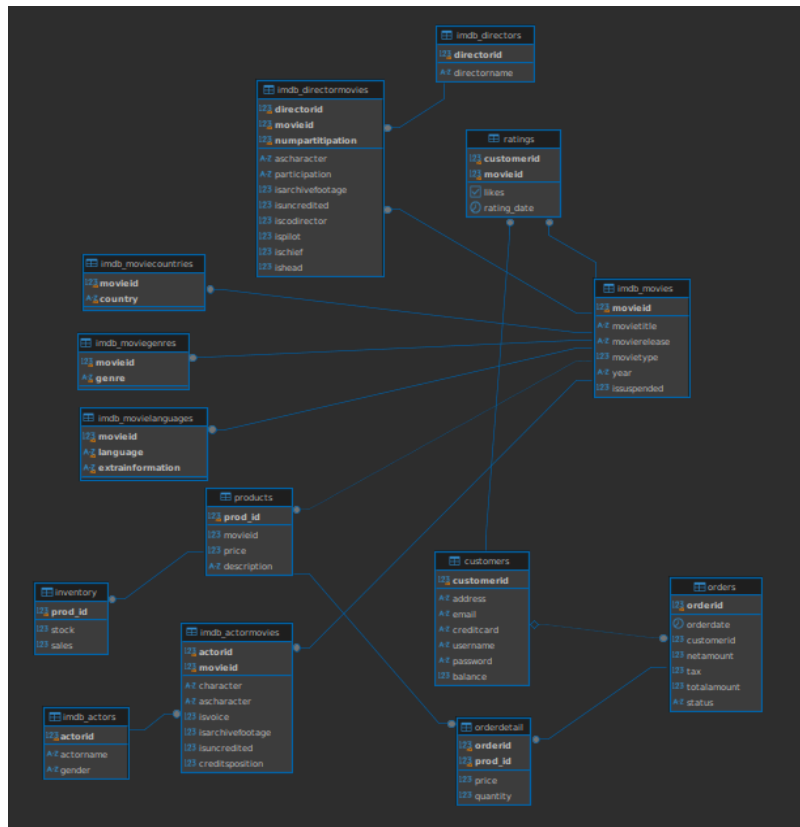 imdb_directors
directorid
directorname
imdb_directormovies
directorid
movieid
numpartitipation
ascharacter
participation
isarchivefootage
isuncredited
iscodirector
ispilot
ischief
ishead
ratings
customerid
movieid
likes
rating_date
imdb_moviecountries
movieid
country
imdb_movies
movieid
movietitle
movierelease
movietype
year
issuspended
imdb_moviegenres
movieid
genre
imdb_movielanguages
movieid
language
extrainformation
products
prod_id
movieid
price
description
customers
customerid
address
email
creditcard
username
password
balance
orders
orderid
orderdate
customerid
netamount
tax
totalamount
status
inventory
prod_id
stock
sales
imdb_actormovies
actorid
movieid
character
ascharacter
isvoice
isarchivefootage
isuncredited
creditsposition
imdb_actors
actorid
actorname
gender
orderdetail
orderid
prod_id
price
quantity